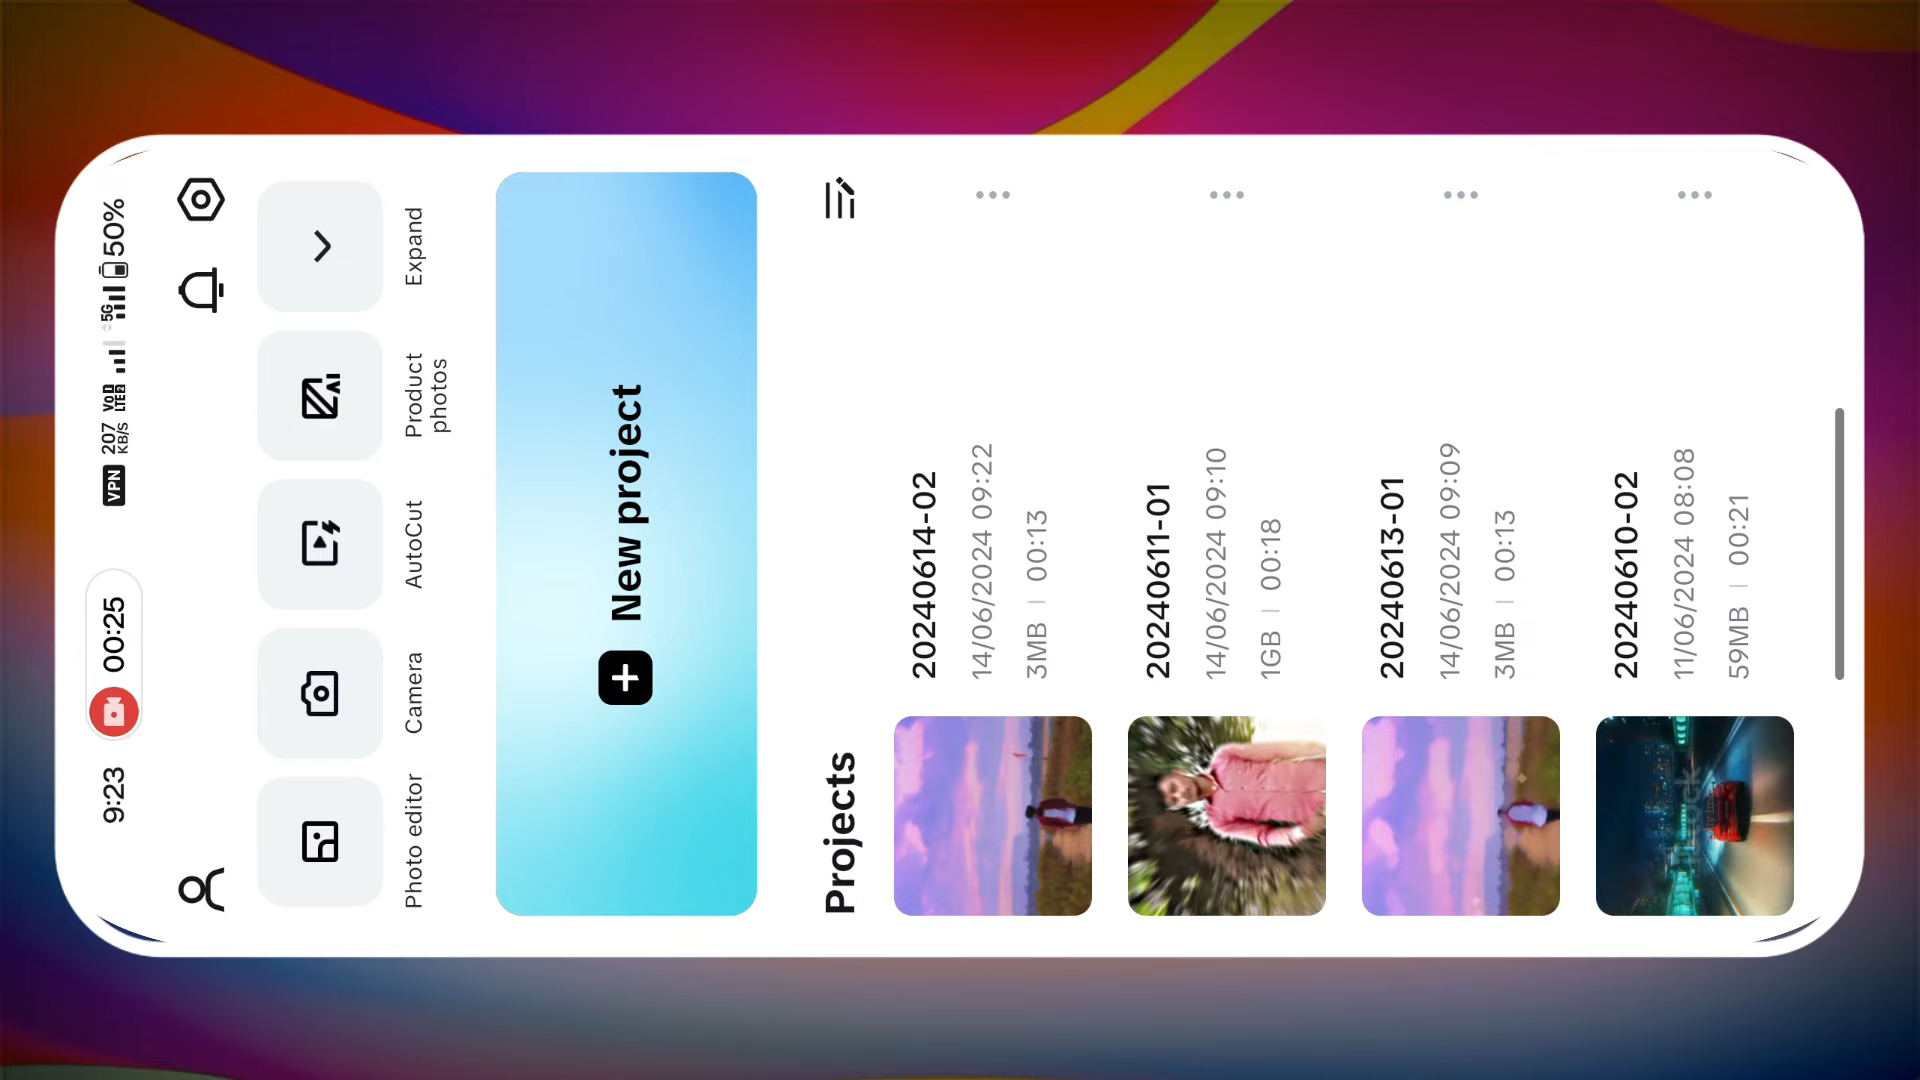 9:23
00:25
VPN
207
KB/s
VoD
LTE2
5G
50%
Photo editor
Camera
AutoCut
Product
photos
Expand
New project
Projects
20240614-02
14/06/2024 09:22
3MB | 00:13
20240611-01
14/06/2024 09:10
1GB | 00:18
20240613-01
14/06/2024 09:09
3MB | 00:13
20240610-02
11/06/2024 08:08
59MB | 00:21